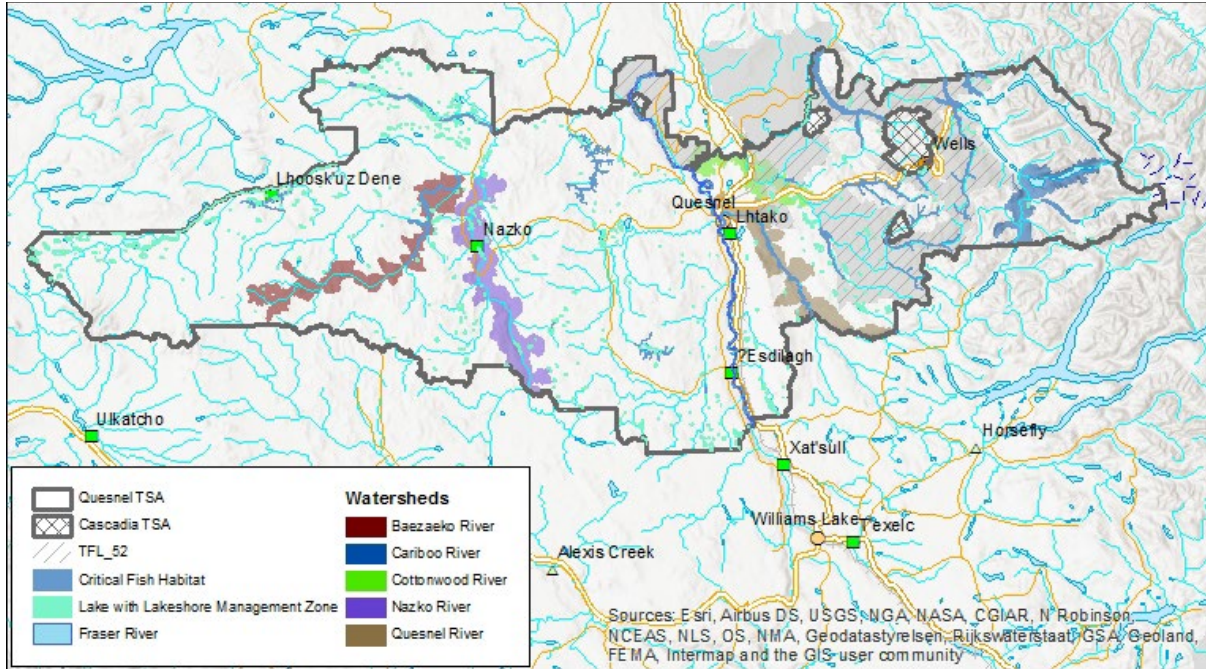 Wells
Lhoosk'uz Dene
Quesnel
Lhtako
Nazko
?Esdilagh
Ulkatcho
Horsefly
Xat'sull
Williams Lake
T'exelc
Alexis Creek
Quesnel TSA
Cascadia TSA
TFL_52
Critical Fish Habitat
Lake with Lakeshore Management Zone
Fraser River
Watersheds
Baezaeko River
Cariboo River
Cottonwood River
Nazko River
Quesnel River
Sources: Esri, Airbus DS, USGS, NGA, NASA, CGIAR, N Robinson,
NCEAS, NLS, OS, NMA, Geodatastyrelsen, Rijkswaterstaat, GSA, Geoland,
FEMA, Intermap and the GIS user community